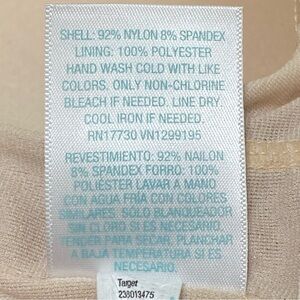 SHELL: 92% NYLON 8% SPANDEX
LINING: 100% POLYESTER
HAND WASH COLD WITH LIKE
COLORS. ONLY NON-CHLORINE
BLEACH IF NEEDED. LINE DRY
COOL IRON IF NEEDED.
RN17730 VN1299195
REVESTIMIENTO: 92% NAILON
8% SPANDEX FORRO: 100%
POLIÉSTER LAVAR A MANO
CON AGUA FRIA CON COLORES
SIMILARES. SOLO BLANQUEADOR
SIN CLORO SI ES NECESARIO.
TENDER PARA SECAR, PLANCHAR
A BAJA TEMPERATURA SI ES
NECESARIO.
Target
238013475